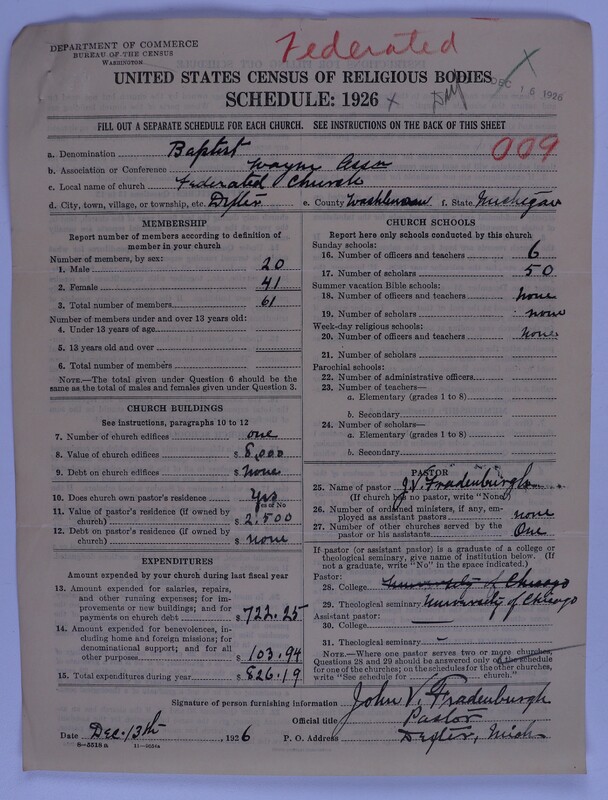 DEPARTMENT OF COMMERCE
BUREAU OF THE CENSUS
WASHINGTON
Federated
UNITED STATES CENSUS OF RELIGIOUS BODIES
SCHEDULE: 1926 x
DEC 16 1926
x
FILL OUT A SEPARATE SCHEDULE FOR EACH CHURCH. SEE INSTRUCTIONS ON THE BACK OF THIS SHEET
009
a. Denomination Baptist
b. Association or Conference Wayne Assn
c. Local name of church Federated Church
d. City, town, village, or township, etc. Dexter e. County Washtenaw f. State Michigan
MEMBERSHIP
Report number of members according to definition of
member in your church
Number of members, by sex:
1. Male 20
2. Female 41
3. Total number of members 61
Number of members under and over 13 years old:
4. Under 13 years of age
5. 13 years old and over
6. Total number of members
NOTE.—The total given under Question 6 should be
same as the total of males and females given under Question 3.
CHURCH BUILDINGS
See instructions, paragraphs 10 to 12
7. Number of church edifices one
8. Value of church edifices $ 8,000
9. Debt on church edifices $ None
10. Does church own pastor's residence Yes
Yes or No
11. Value of pastor's residence (if owned by
church) $ 2,500
12. Debt on pastor's residence (if owned by
church) $ none
EXPENDITURES
Amount expended by your church during last fiscal year
13. Amount expended for salaries, repairs,
and other running expenses; for im-
provements or new buildings; and for
payments on church debt $ 722.25
14. Amount expended for benevolences, in-
cluding home and foreign missions; for
denominational support; and for all
other purposes $ 103.94
15. Total expenditures during year $ 826.19
CHURCH SCHOOLS
Report here only schools conducted by this church
Sunday schools:
16. Number of officers and teachers 6
17. Number of scholars 50
Summer vacation Bible schools:
18. Number of officers and teachers none
19. Number of scholars none
Week-day religious schools:
20. Number of officers and teachers none
21. Number of scholars
Parochial schools:
22. Number of administrative officers
23. Number of teachers—
a. Elementary (grades 1 to 8)
b. Secondary
24. Number of scholars—
a. Elementary (grades 1 to 8)
b. Secondary
PASTOR
25. Name of pastor J. V. Fradenburgh
(If church has no pastor, write "None")
26. Number of ordained ministers, if any, em-
ployed as assistant pastors none
27. Number of other churches served by the
pastor or his assistants One
If pastor (or assistant pastor) is a graduate of a college or
theological seminary, give name of institution below. (If
not a graduate, write "No" in the space indicated.)
Pastor:
28. College University of Chicago
29. Theological seminary University of Chicago
Assistant pastor:
30. College —
31. Theological seminary -
NOTE.—Where one pastor serves two or more churches,
Questions 28 and 29 should be answered only on the schedule
for one of the churches; on the schedules for the other churches,
write "See schedule for church."
Signature of person furnishing information John V. Fradenburgh
Official title Pastor
Date Dec. 13th 1926 P. O. Address Dexter, Mich.
8-5518 a